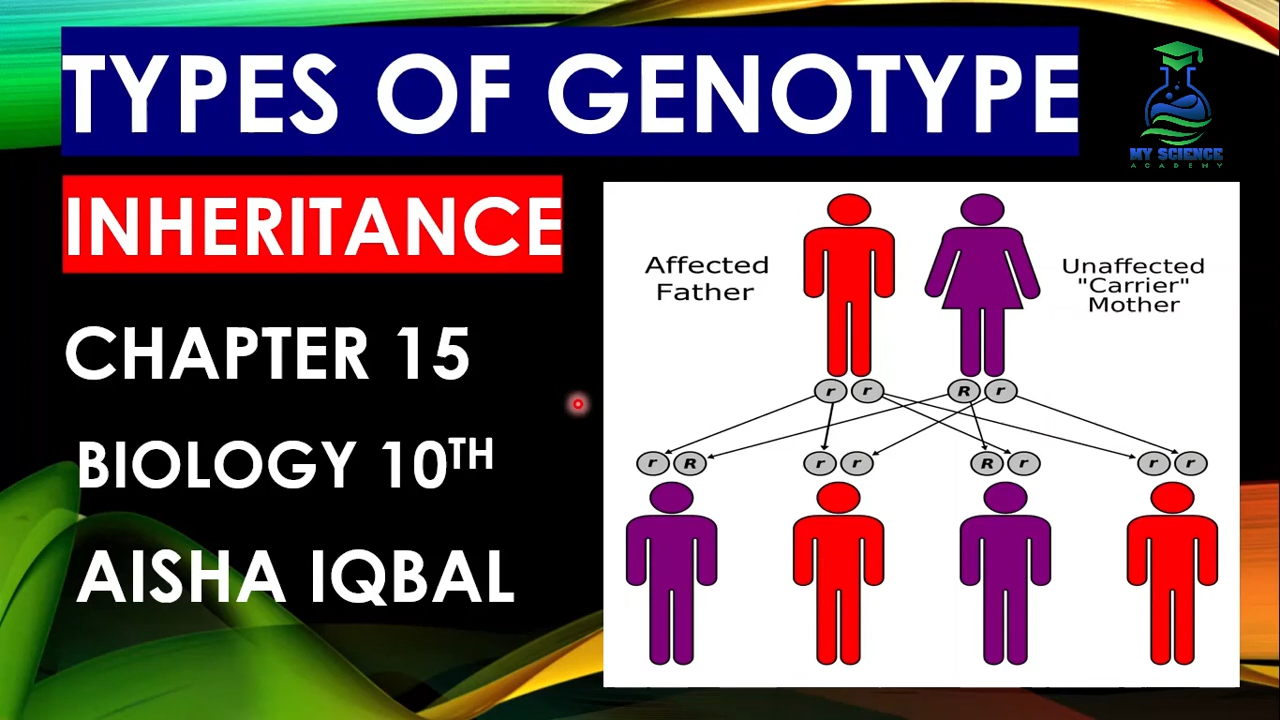 TYPES OF GENOTYPE
MY SCIENCE
ACADEMY
INHERITANCE
CHAPTER 15
BIOLOGY 10TH
AISHA IQBAL
Affected
Father
Unaffected
"Carrier"
Mother
r r R r
r R r r R r r r